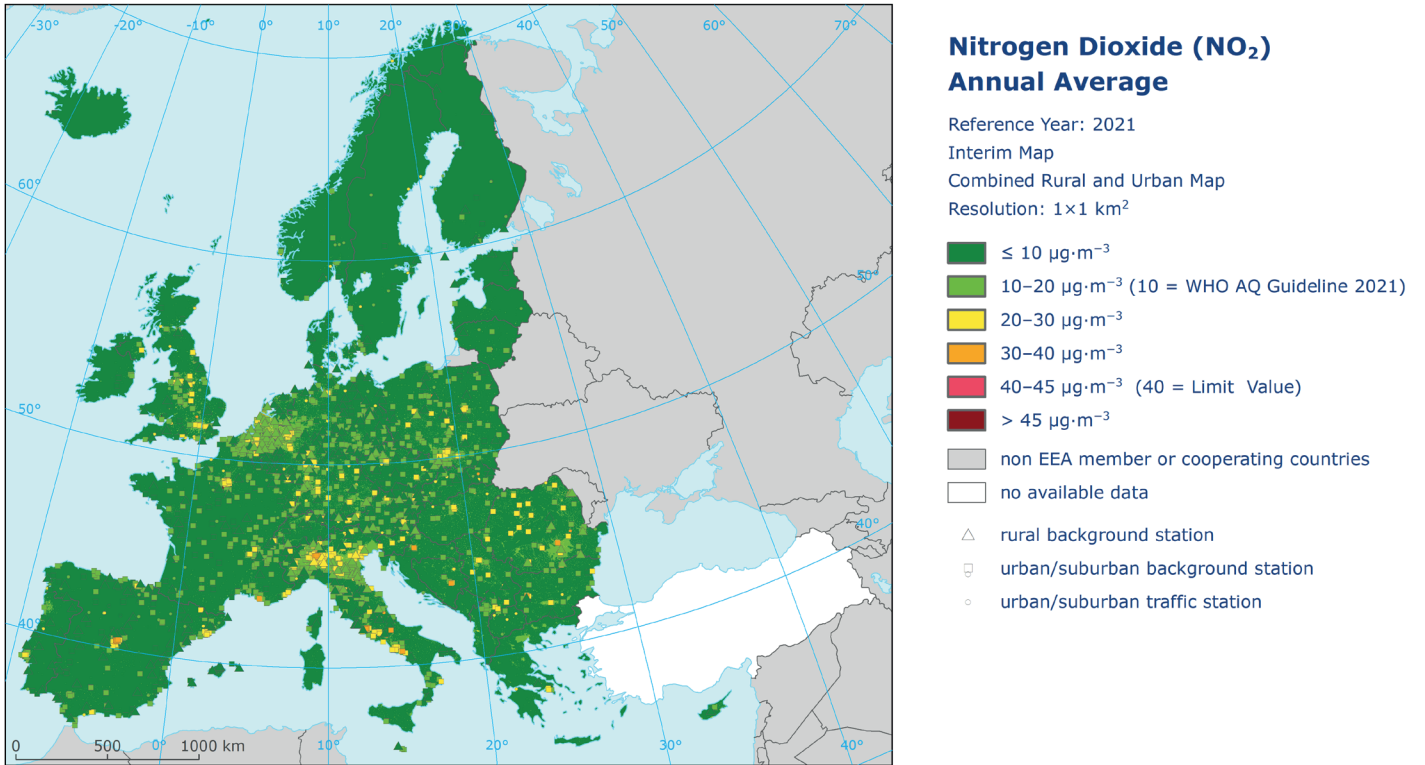 -30° -20° -10° 0° 10° 20° 30° 40° 50° 60° 70°
60°
50°
50°
40°
40°
0 500 1000 km
0° 10° 20° 30° 40°
Nitrogen Dioxide (NO₂)
Annual Average
Reference Year: 2021
Interim Map
Combined Rural and Urban Map
Resolution: 1×1 km²
≤ 10 µg·m⁻³
10–20 µg·m⁻³ (10 = WHO AQ Guideline 2021)
20–30 µg·m⁻³
30–40 µg·m⁻³
40–45 µg·m⁻³ (40 = Limit Value)
> 45 µg·m⁻³
non EEA member or cooperating countries
no available data
rural background station
urban/suburban background station
urban/suburban traffic station